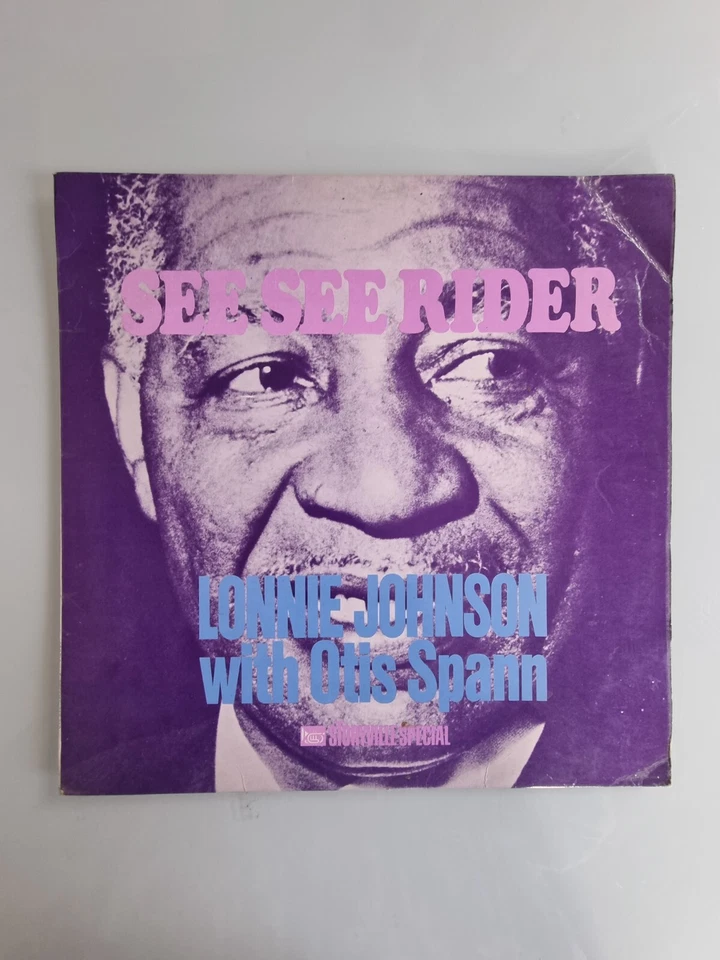 SEE SEE RIDER
LONNIE JOHNSON
with Otis Spann
STORYVILLE SPECIAL